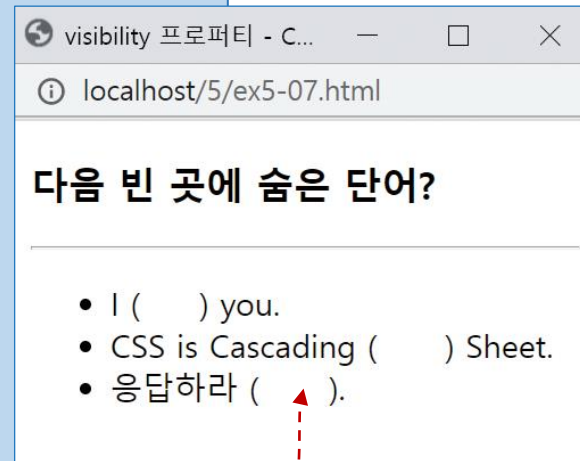 visibility 프로퍼티 - C...
localhost/5/ex5-07.html
다음 빈 곳에 숨은 단어?
• I (    ) you.
• CSS is Cascading (    ) Sheet.
• 응답하라 (    ).